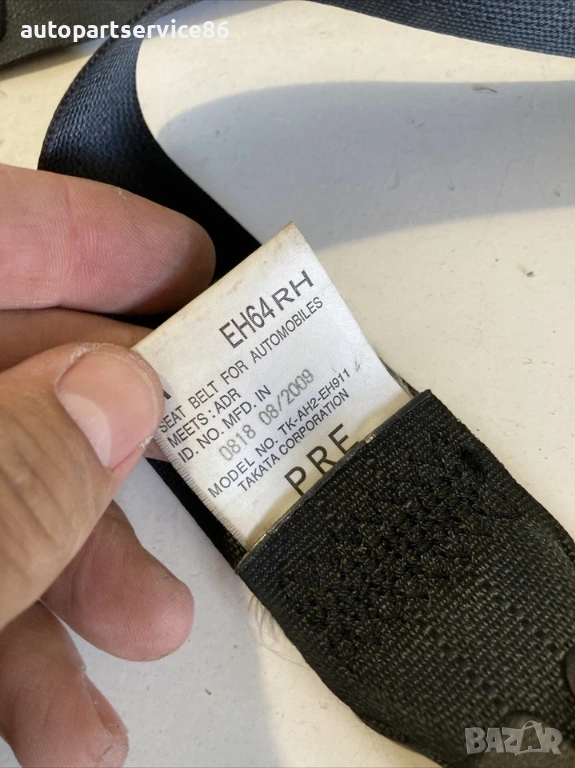 autopartservice86
EH64RH
SEAT BELT FOR AUTOMOBILES
MEETS: ADR
ID. NO. MFD. IN
0818 08/2009
MODEL NO. TK-AH2-EH911
TAKATA CORPORATION
PRE
BAZAR